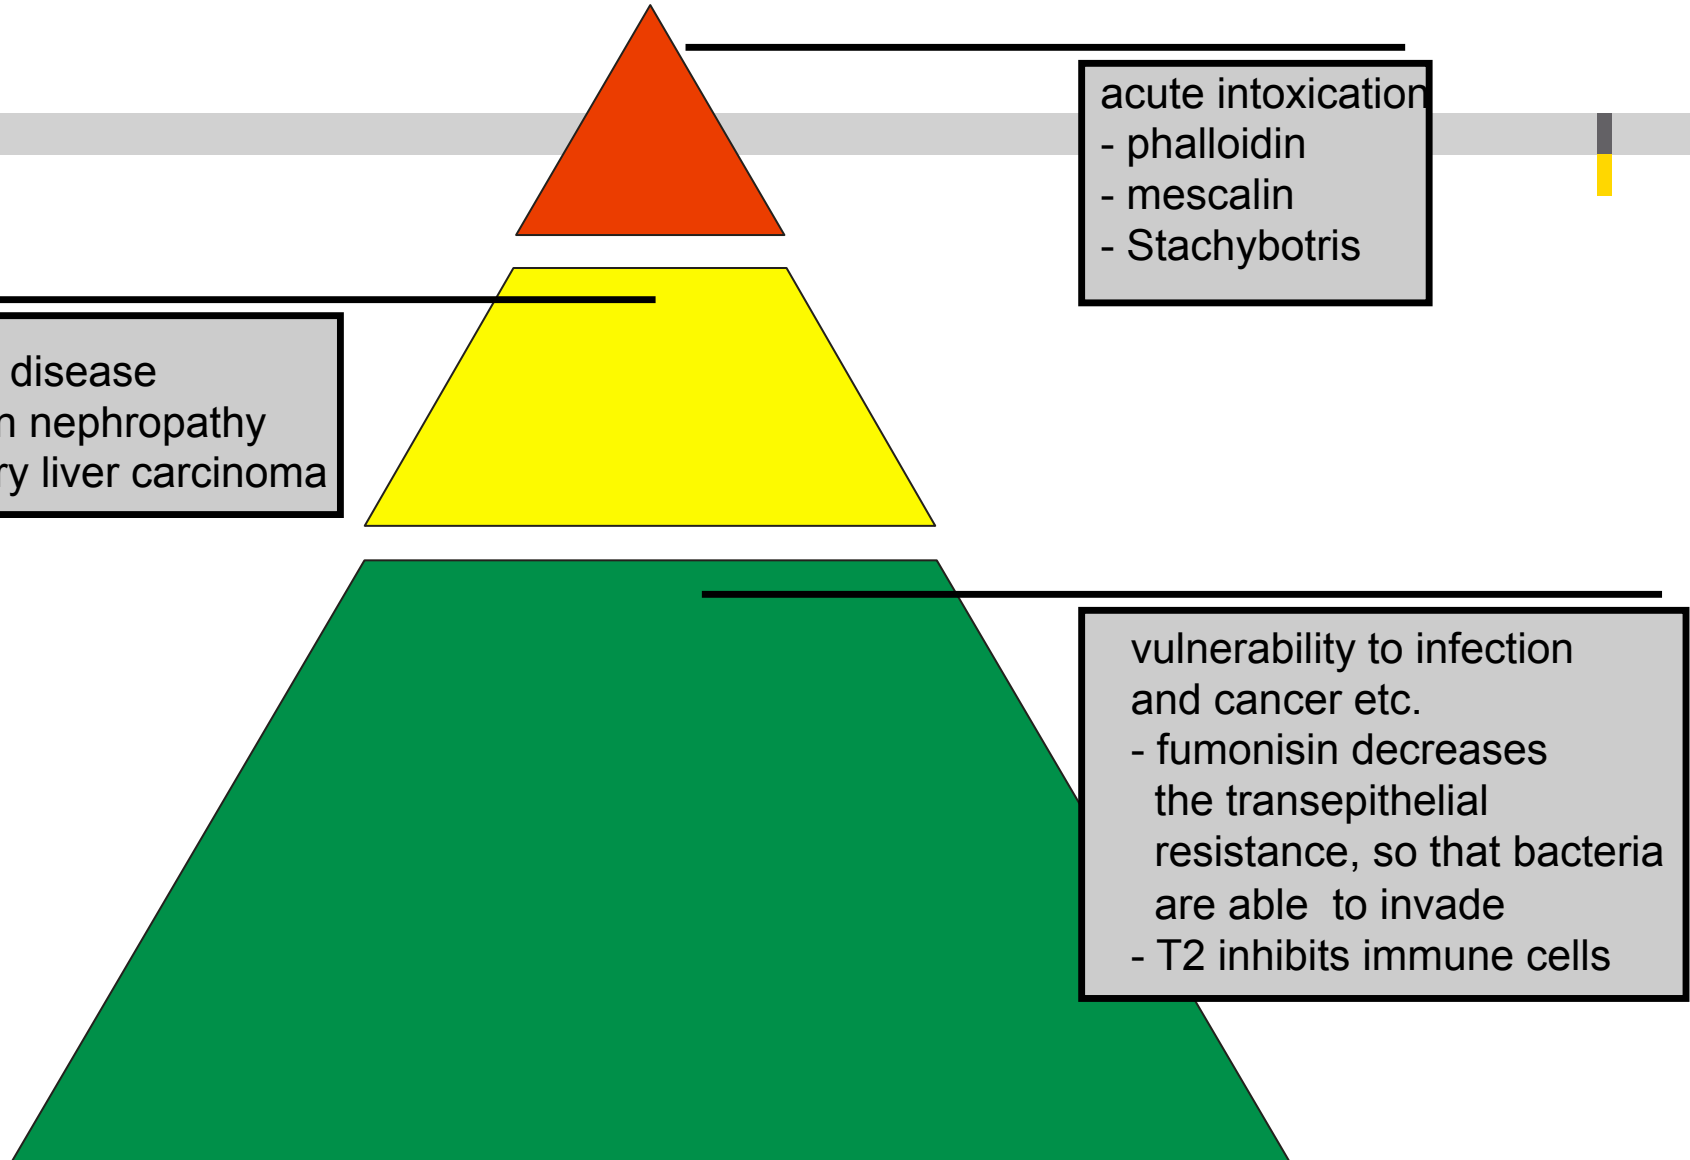 acute intoxication
- phalloidin
- mescalin
- Stachybotris
disease
nephropathy
liver carcinoma
vulnerability to infection
and cancer etc.
- fumonisin decreases
the transepithelial
resistance, so that bacteria
are able to invade
- T2 inhibits immune cells